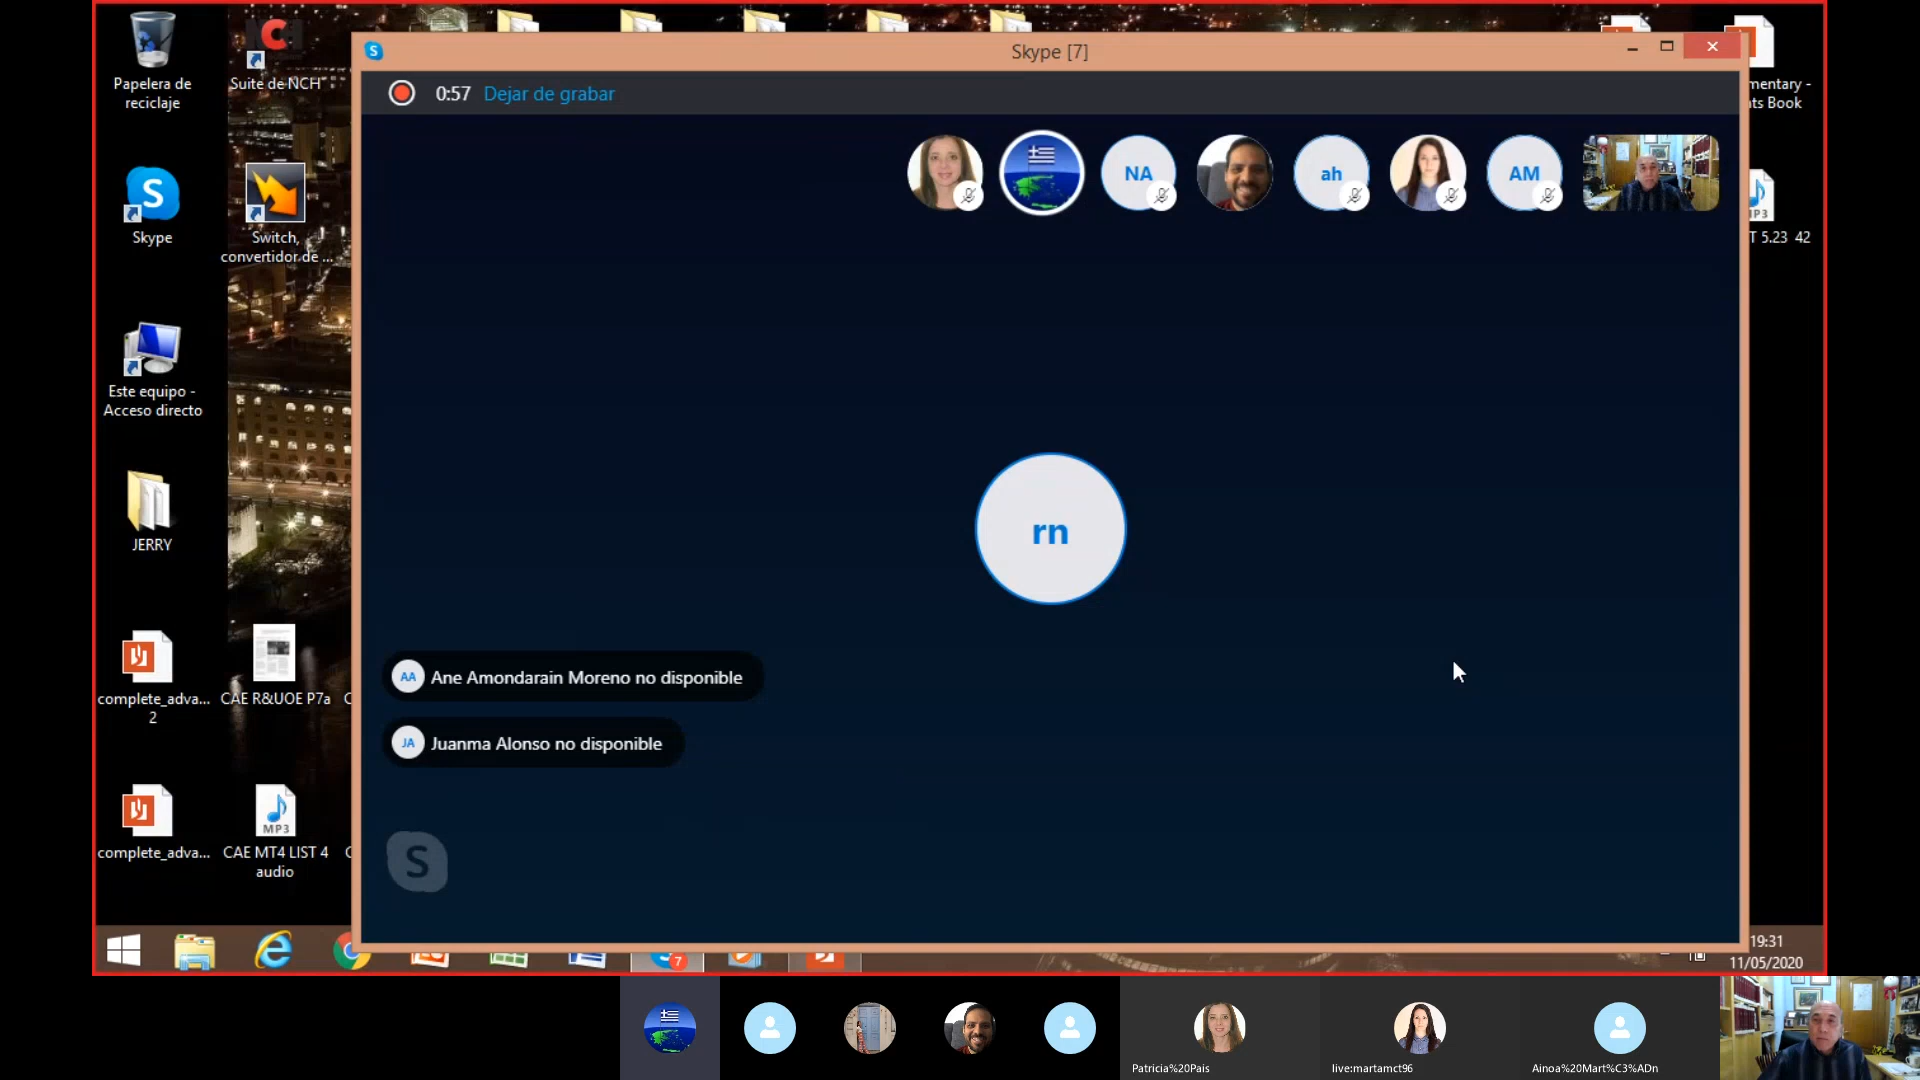 Skype [7]
0:57 Dejar de grabar
NA
ah
AM
rn
AA Ane Amondarain Moreno no disponible
JA Juanma Alonso no disponible
S
Papelera de
reciclaje
Suite de NCH
Skype
Switch,
convertidor de ...
Este equipo -
Acceso directo
JERRY
complete_adva...
2
CAE R&UOE P7a
complete_adva...
MP3
CAE MT4 LIST 4
audio
mentary -
ts Book
T 5.23 42
7
19:31
11/05/2020
Patricia%20Pais
live:martamct96
Ainoa%20Mart%C3%ADn